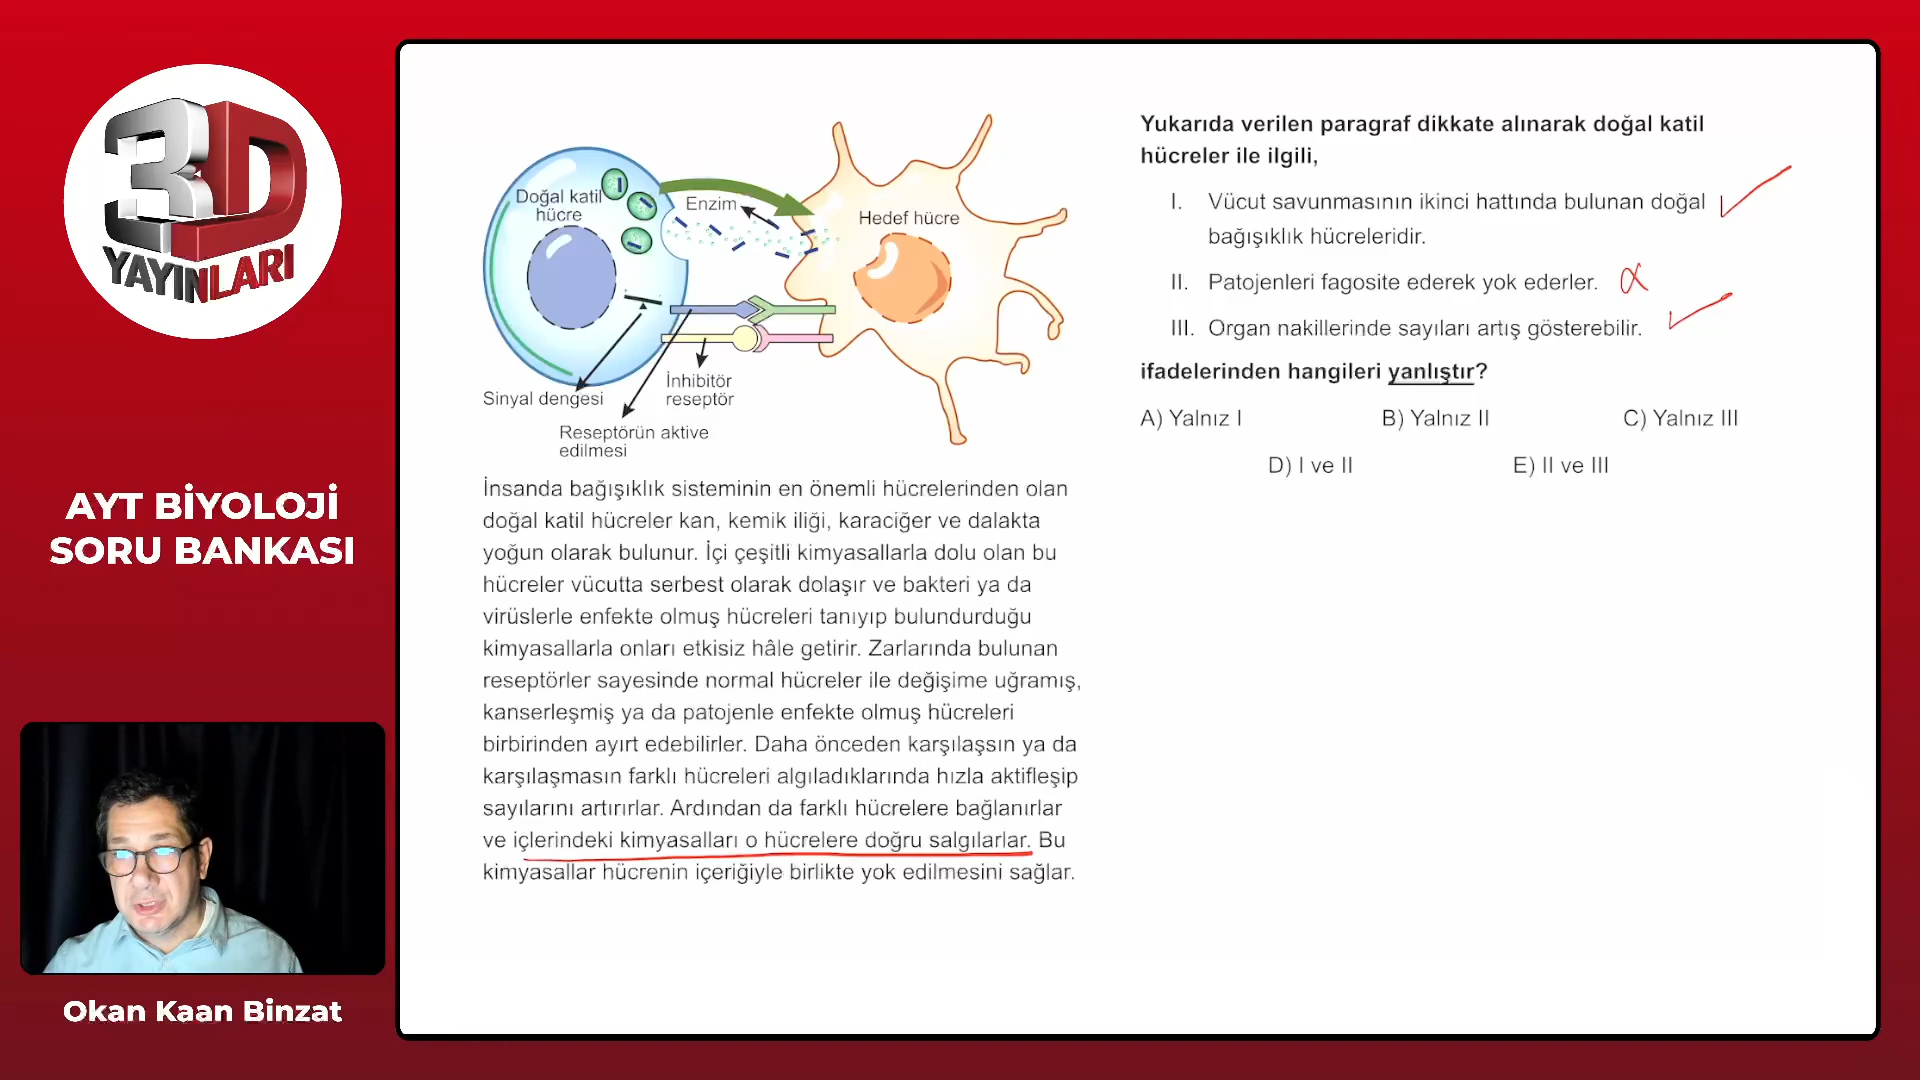 3D
YAYINLARI
AYT BİYOLOJİ
SORU BANKASI
Okan Kaan Binzat
Doğal katil
hücre
Enzim
Hedef hücre
İnhibitör
reseptör
Sinyal dengesi
Reseptörün aktive
edilmesi
İnsanda bağışıklık sisteminin en önemli hücrelerinden olan
doğal katil hücreler kan, kemik iliği, karaciğer ve dalakta
yoğun olarak bulunur. İçi çeşitli kimyasallarla dolu olan bu
hücreler vücutta serbest olarak dolaşır ve bakteri ya da
virüslerle enfekte olmuş hücreleri tanıyıp bulundurduğu
kimyasallarla onları etkisiz hâle getirir. Zarlarında bulunan
reseptörler sayesinde normal hücreler ile değişime uğramış,
kanserleşmiş ya da patojenle enfekte olmuş hücreleri
birbirinden ayırt edebilirler. Daha önceden karşılaşsın ya da
karşılaşmasın farklı hücreleri algıladıklarında hızla aktifleşip
sayılarını artırırlar. Ardından da farklı hücrelere bağlanırlar
ve içlerindeki kimyasalları o hücrelere doğru salgılarlar. Bu
kimyasallar hücrenin içeriğiyle birlikte yok edilmesini sağlar.
Yukarıda verilen paragraf dikkate alınarak doğal katil
hücreler ile ilgili,
I. Vücut savunmasının ikinci hattında bulunan doğal
bağışıklık hücreleridir.
II. Patojenleri fagosite ederek yok ederler.
III. Organ nakillerinde sayıları artış gösterebilir.
ifadelerinden hangileri yanlıştır?
A) Yalnız I B) Yalnız II C) Yalnız III
D) I ve II E) II ve III